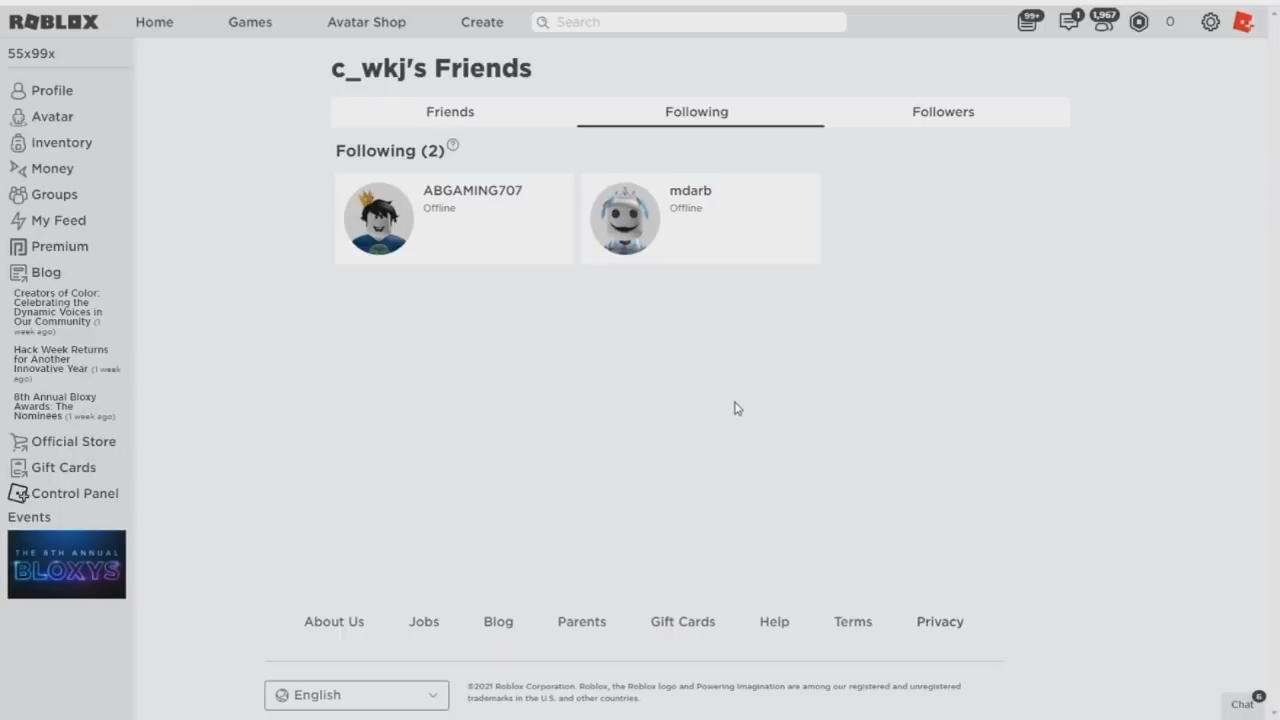 ROBLOX Home Games Avatar Shop Create Search 99+ 1 1,967 0
55x99x
c_wkj's Friends
Friends Following Followers
Following (2)
ABGAMING707
Offline
mdarb
Offline
Profile
Avatar
Inventory
Money
Groups
My Feed
Premium
Blog
Creators of Color:
Celebrating the
Dynamic Voices in
Our Community (1
week ago)
Hack Week Returns
for Another
Innovative Year (1 week
ago)
8th Annual Bloxy
Awards: The
Nominees (1 week ago)
Official Store
Gift Cards
Control Panel
Events
THE 8TH ANNUAL
BLOXYS
About Us Jobs Blog Parents Gift Cards Help Terms Privacy
English
©2021 Roblox Corporation. Roblox, the Roblox logo and Powering Imagination are among our registered and unregistered
trademarks in the U.S. and other countries.
Chat 6